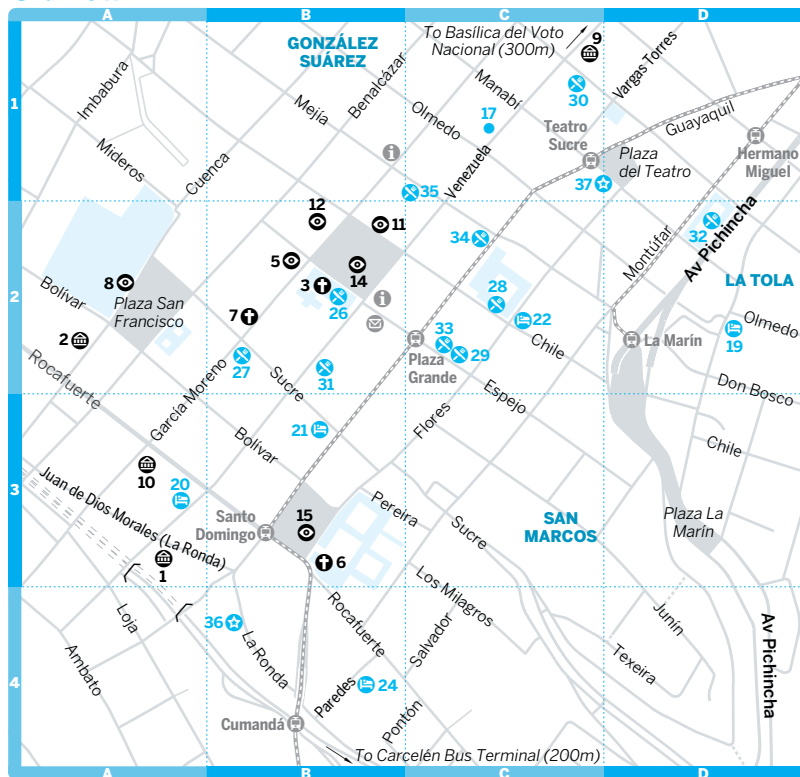 A
B
C
D
To Basílica del Voto
Nacional (300m)
9
GONZÁLEZ
SUÁREZ
Benalcázar
Imbabura
Manabí
Vargas Torres
30
1
Mejía
Olmedo
17
Guayaquil
Teatro
Sucre
Mideros
Cuenca
Venezuela
Plaza
del Teatro
Hermano
Miguel
37
35
12
11
34
32
Montúfar
Av Pichincha
5
14
8
3
28
LA TOLA
Bolívar
Plaza San
Francisco
2
26
7
22
Olmedo
2
33
La Marín
19
Chile
27
29
Plaza
Grande
Rocafuerte
31
García Moreno
Sucre
Espejo
Don Bosco
Flores
21
Bolívar
Chile
10
20
3
Juan de Dios Morales (La Ronda)
15
Pereira
Santo
Domingo
Sucre
SAN
MARCOS
Plaza La
Marín
6
1
Los Milagros
Loja
Rocafuerte
Junín
36
Salvador
La Ronda
Texeira
Av Pichincha
Ambato
4
Paredes
24
Pontón
Cumandá
To Carcelén Bus Terminal (200m)
A
B
C
D